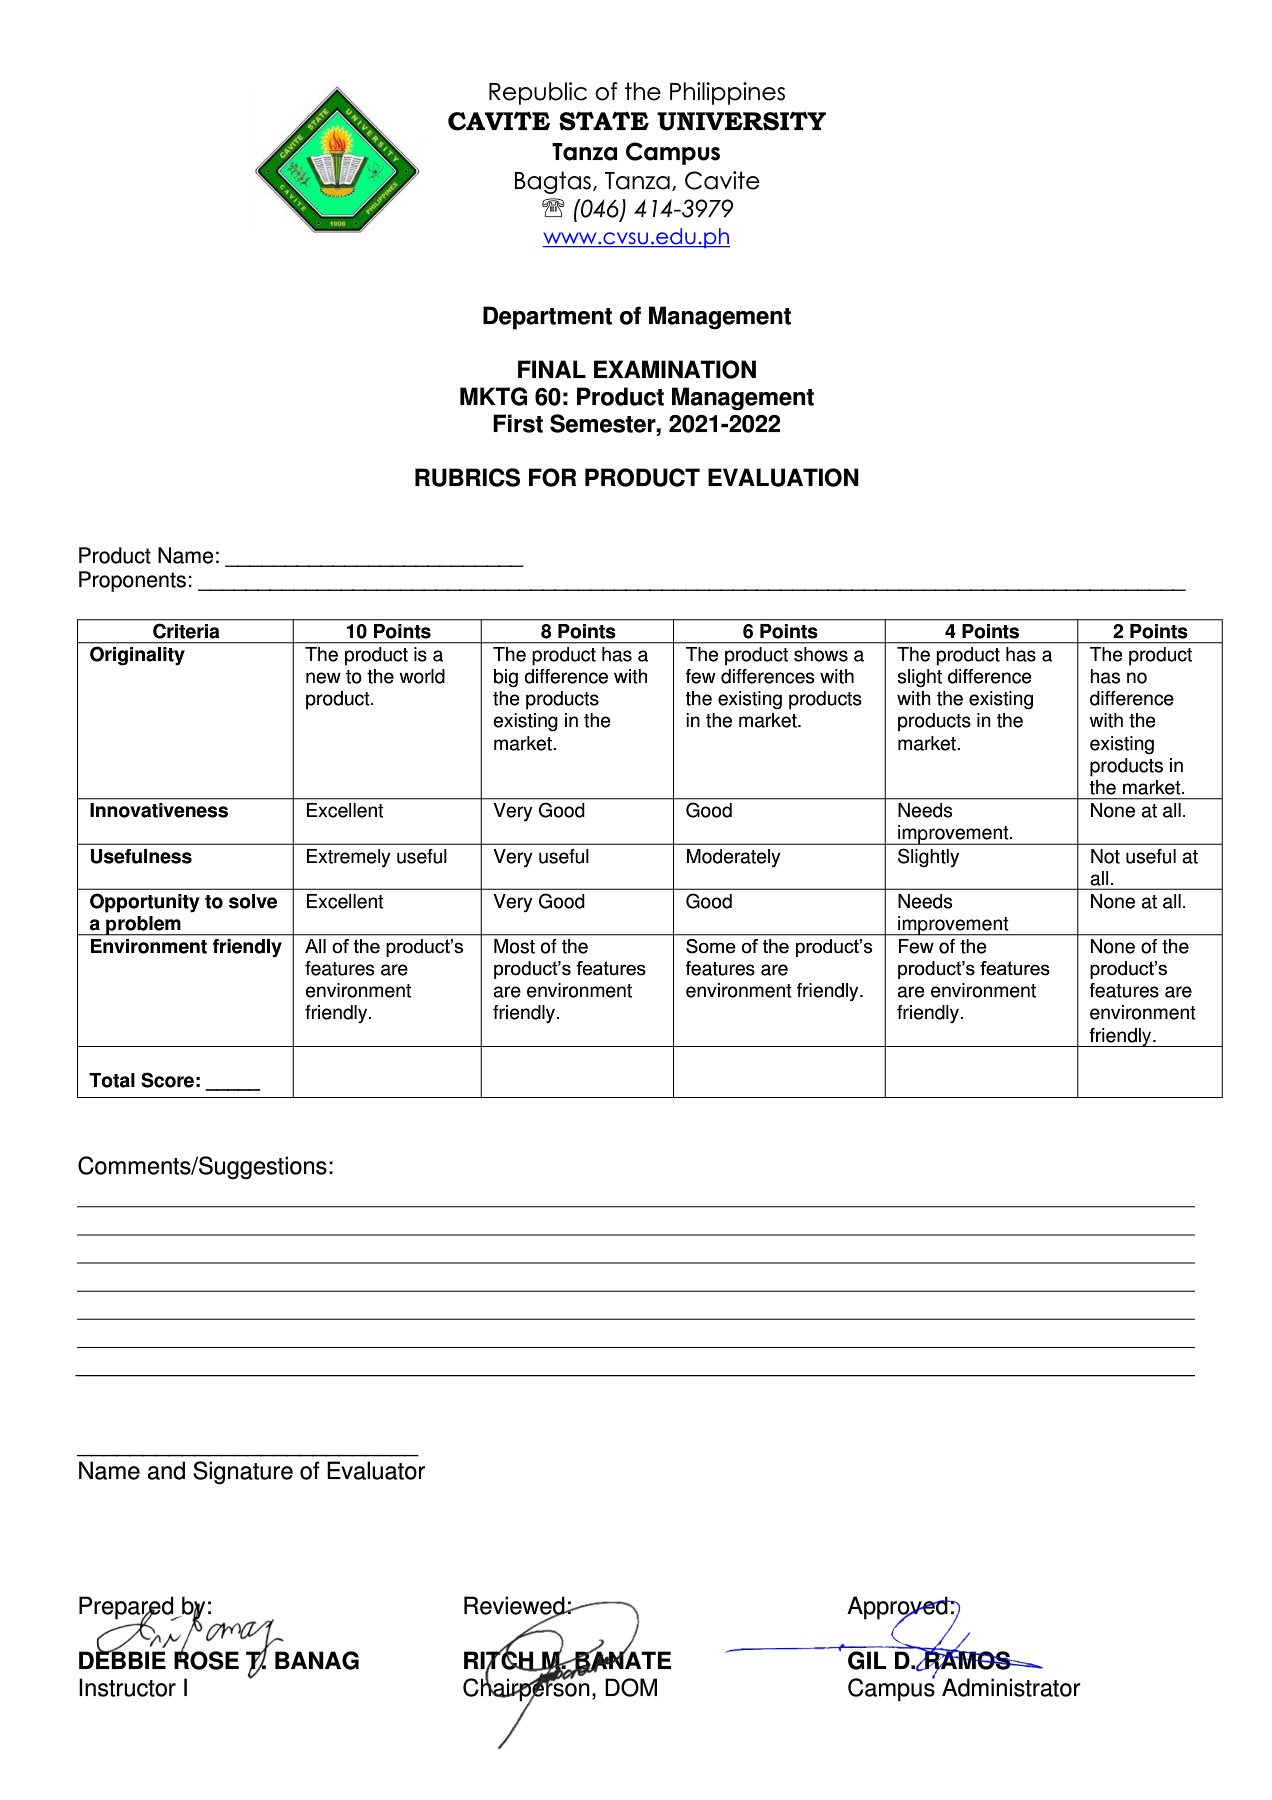 Republic of the Philippines
CAVITE STATE UNIVERSITY
Tanza Campus
Bagtas, Tanza, Cavite
☏ (046) 414-3979
www.cvsu.edu.ph
CAVITE STATE UNIVERSITY
CAVITE PHILIPPINES
1906
Department of Management
FINAL EXAMINATION
MKTG 60: Product Management
First Semester, 2021-2022
RUBRICS FOR PRODUCT EVALUATION
Product Name: _________________________
Proponents: ___________________________________________________________________________________
Criteria 10 Points 8 Points 6 Points 4 Points 2 Points
Originality
The product is a
new to the world
product.
The product has a
big difference with
the products
existing in the
market.
The product shows a
few differences with
the existing products
in the market.
The product has a
slight difference
with the existing
products in the
market.
The product
has no
difference
with the
existing
products in
the market.
Innovativeness
Excellent
Very Good
Good
Needs
improvement.
None at all.
Usefulness
Extremely useful
Very useful
Moderately
Slightly
Not useful at
all.
Opportunity to solve
a problem
Excellent
Very Good
Good
Needs
improvement
None at all.
Environment friendly
All of the product’s
features are
environment
friendly.
Most of the
product’s features
are environment
friendly.
Some of the product’s
features are
environment friendly.
Few of the
product’s features
are environment
friendly.
None of the
product’s
features are
environment
friendly.
Total Score: _____
Comments/Suggestions:
Name and Signature of Evaluator
Prepared by: Reviewed: Approved:
DEBBIE ROSE T. BANAG RITCH M. BANATE GIL D. RAMOS
Instructor I Chairperson, DOM Campus Administrator